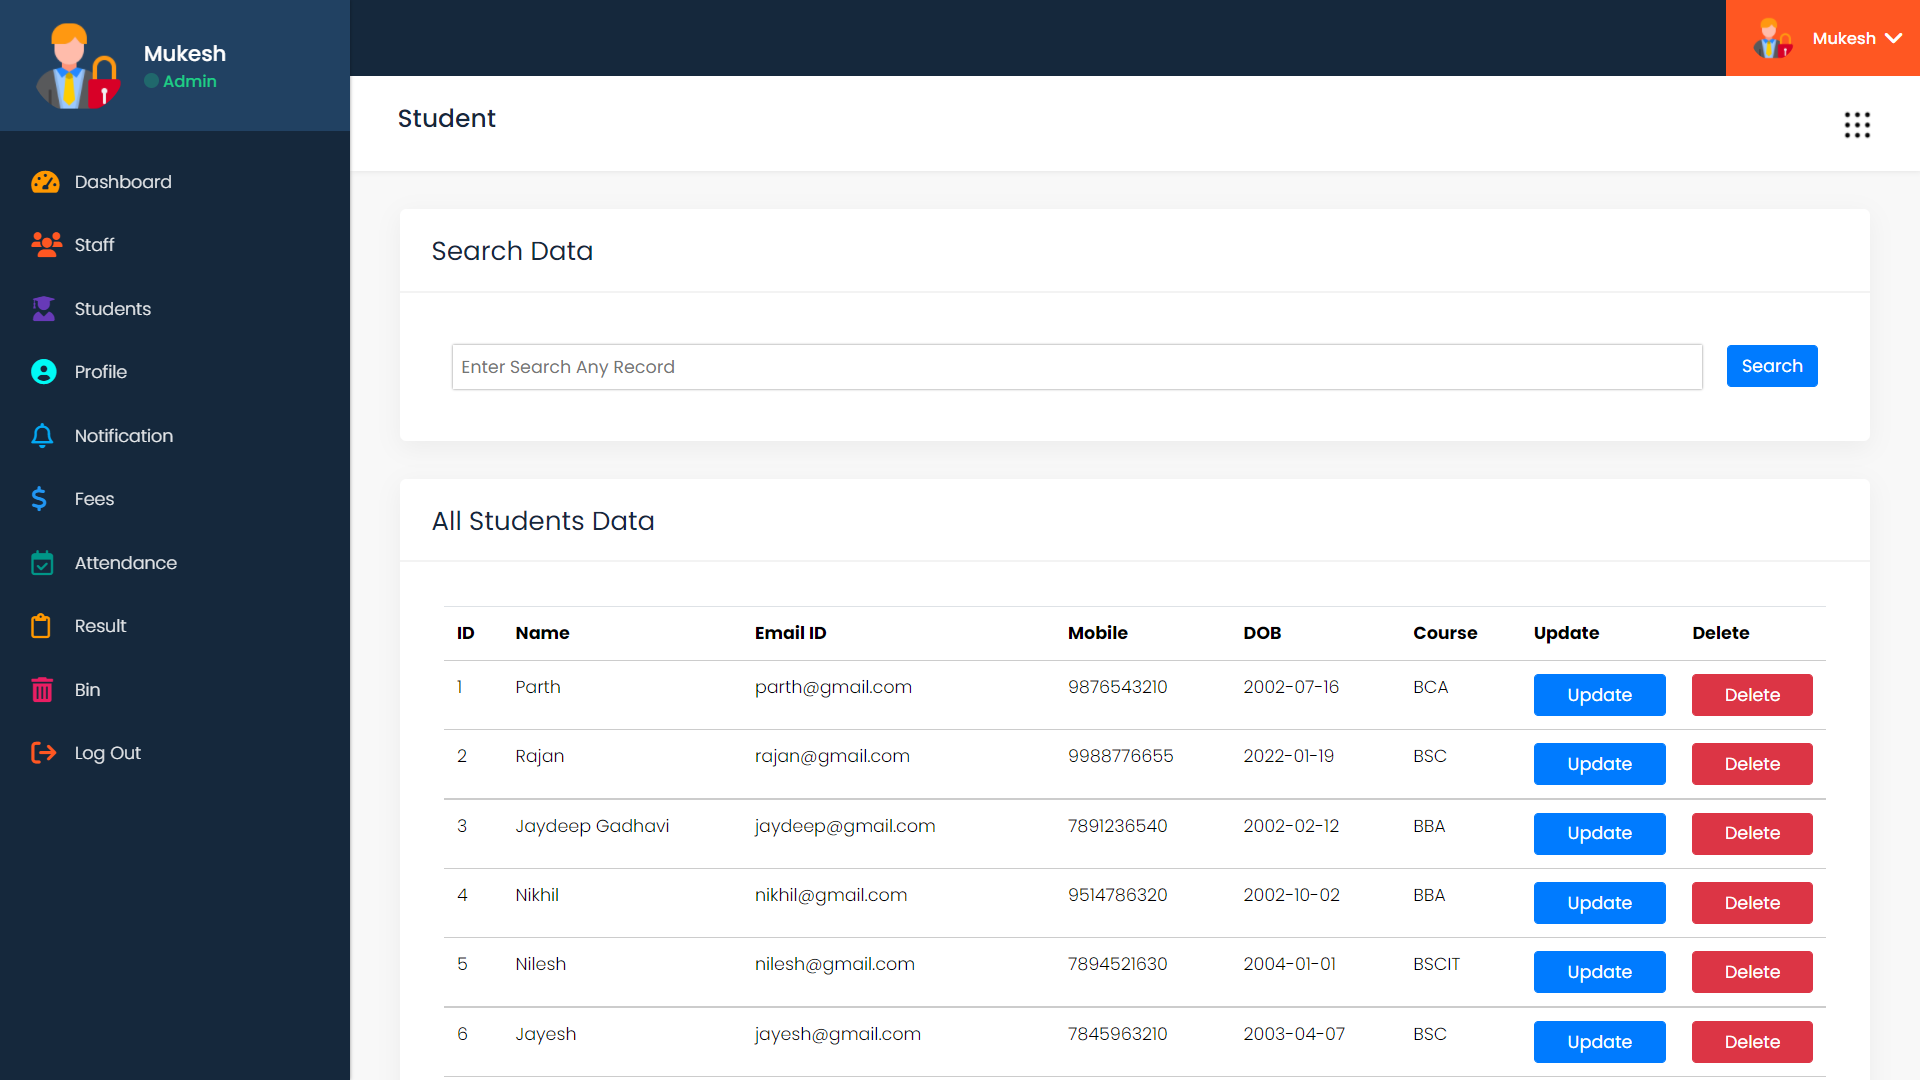 Mukesh
Admin
Mukesh
Dashboard
Staff
Students
Profile
Notification
Fees
Attendance
Result
Bin
Log Out
Student
Search Data
Enter Search Any Record
Search
All Students Data
ID Name Email ID Mobile DOB Course Update Delete
1 Parth parth@gmail.com 9876543210 2002-07-16 BCA Update Delete
2 Rajan rajan@gmail.com 9988776655 2022-01-19 BSC Update Delete
3 Jaydeep Gadhavi jaydeep@gmail.com 7891236540 2002-02-12 BBA Update Delete
4 Nikhil nikhil@gmail.com 9514786320 2002-10-02 BBA Update Delete
5 Nilesh nilesh@gmail.com 7894521630 2004-01-01 BSCIT Update Delete
6 Jayesh jayesh@gmail.com 7845963210 2003-04-07 BSC Update Delete